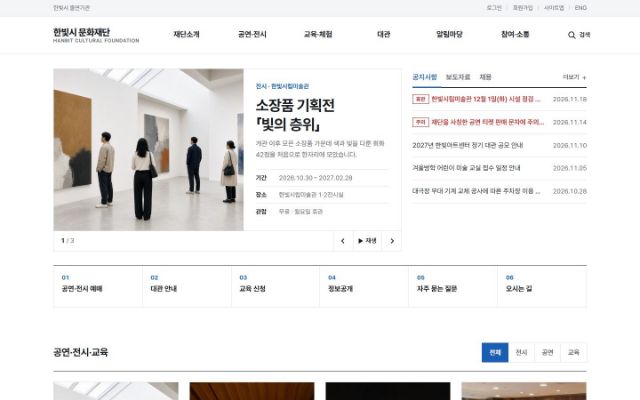 한빛시 출연기관
로그인 | 회원가입 | 사이트맵 | ENG
한빛시 문화재단
HANBIT CULTURAL FOUNDATION
재단소개 공연·전시 교육·체험 대관 알림마당 참여·소통 검색
전시 · 한빛시립미술관
소장품 기획전
「빛의 층위」
개관 이후 모은 소장품 가운데 색과 빛을 다룬 회화
42점을 처음으로 한자리에 모았습니다.
기간 2026.10.30 ~ 2027.02.28
장소 한빛시립미술관 1·2전시실
관람 무료 · 월요일 휴관
1 / 3
재생
공지사항 보도자료 채용 더보기 +
휴관 한빛시립미술관 12월 1일(화) 시설 점검 ... 2026.11.18
주의 재단을 사칭한 공연 티켓 판매 문자에 주의... 2026.11.14
2027년 한빛아트센터 정기 대관 공모 안내 2026.11.10
겨울방학 어린이 미술 교실 접수 일정 안내 2026.11.05
대극장 무대 기계 교체 공사에 따른 주차장 이용 ... 2026.10.28
01
공연·전시 예매
02
대관 안내
03
교육 신청
04
정보공개
05
자주 묻는 질문
06
오시는 길
공연·전시·교육
전체 전시 공연 교육